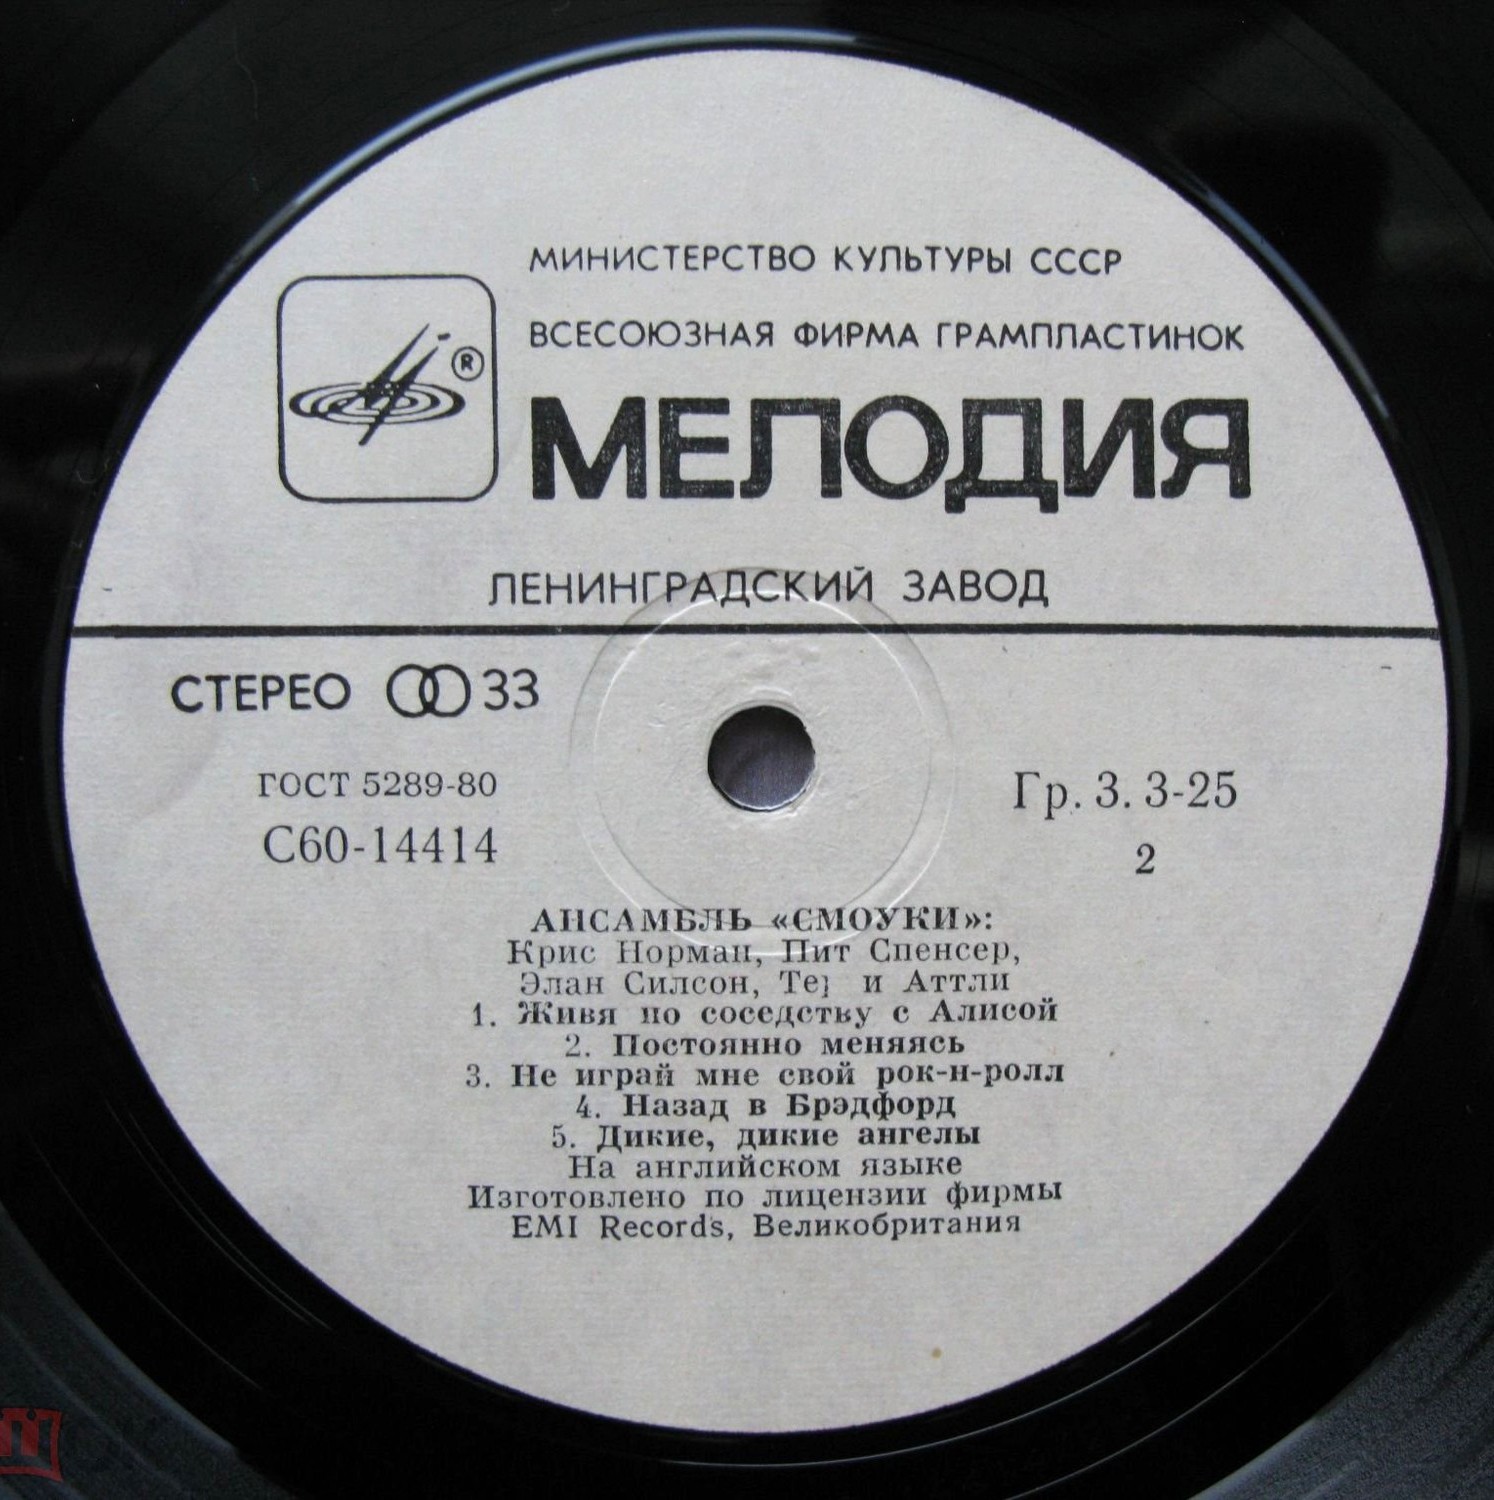 МИНИСТЕРСТВО КУЛЬТУРЫ СССР
ВСЕСОЮЗНАЯ ФИРМА ГРАМПЛАСТИНОК
®
МЕЛОДИЯ
ЛЕНИНГРАДСКИЙ ЗАВОД
СТЕРЕО 33
ГОСТ 5289-80
С60-14414
Гр. 3. 3-25
2
АНСАМБЛЬ «СМОУКИ»:
Крис Норман, Пит Спенсер,
Элан Силсон, и Аттли
1. Живя по соседству с Алисой
2. Постоянно меняясь
3. Не играй мне свой рок-н-ролл
4. Назад в Брэдфорд
5. Дикие, дикие ангелы
На английском языке
Изготовлено по лицензии фирмы
EMI Records, Великобритания